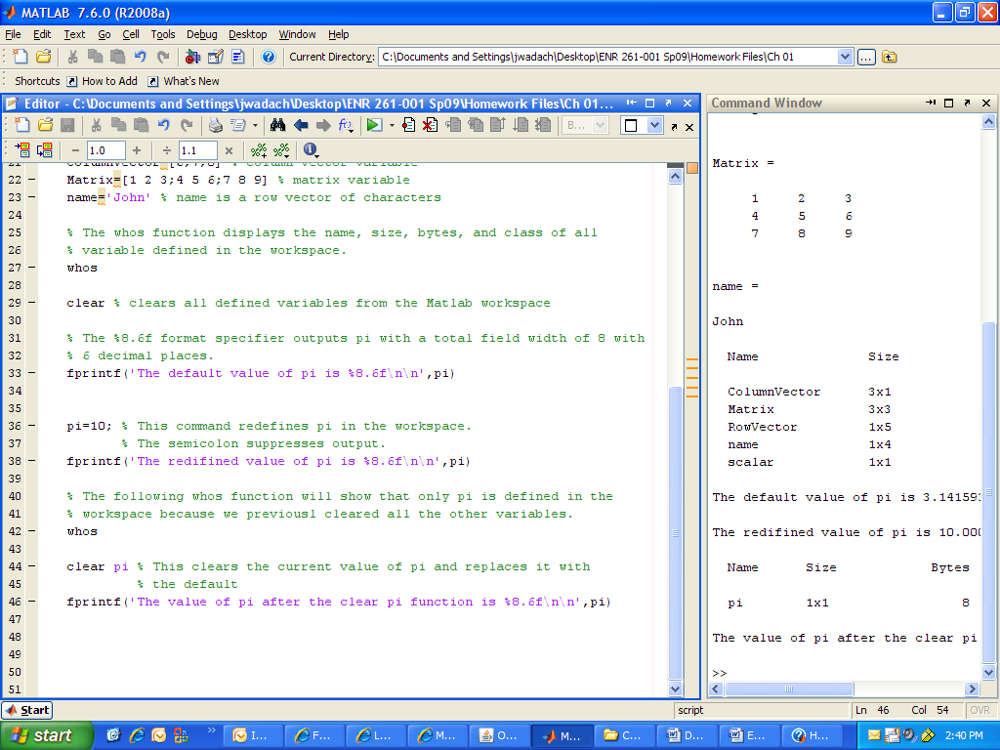 MATLAB 7.6.0 (R2008a)
File Edit Text Go Cell Tools Debug Desktop Window Help
Current Directory: C:\Documents and Settings\jwadach\Desktop\ENR 261-001 Sp09\Homework Files\Ch 01
Shortcuts How to Add What's New
Editor - C:\Documents and Settings\jwadach\Desktop\ENR 261-001 Sp09\Homework Files\Ch 01...
B...
1.0 + ÷ 1.1 ×
22 - Matrix=[1 2 3;4 5 6;7 8 9] % matrix variable
23 - name='John' % name is a row vector of characters
24
25 % The whos function displays the name, size, bytes, and class of all
26 % variable defined in the workspace.
27 - whos
28
29 - clear % clears all defined variables from the Matlab workspace
30
31 % The %8.6f format specifier outputs pi with a total field width of 8 with
32 % 6 decimal places.
33 - fprintf('The default value of pi is %8.6f\n\n',pi)
34
35
36 - pi=10; % This command redefines pi in the workspace.
37 % The semicolon suppresses output.
38 - fprintf('The redifined value of pi is %8.6f\n\n',pi)
39
40 % The following whos function will show that only pi is defined in the
41 % workspace because we previousl cleared all the other variables.
42 - whos
43
44 - clear pi % This clears the current value of pi and replaces it with
45 % the default
46 - fprintf('The value of pi after the clear pi function is %8.6f\n\n',pi)
47
48
49
50
51
Command Window
Matrix =
1 2 3
4 5 6
7 8 9
name =
John
Name Size
ColumnVector 3x1
Matrix 3x3
RowVector 1x5
name 1x4
scalar 1x1
The default value of pi is 3.14159
The redifined value of pi is 10.00
Name Size Bytes
pi 1x1 8
The value of pi after the clear pi
>>
Start
script Ln 46 Col 54 OVR
start I... F... L... M... O... M... C... D... E... H... 2:40 PM